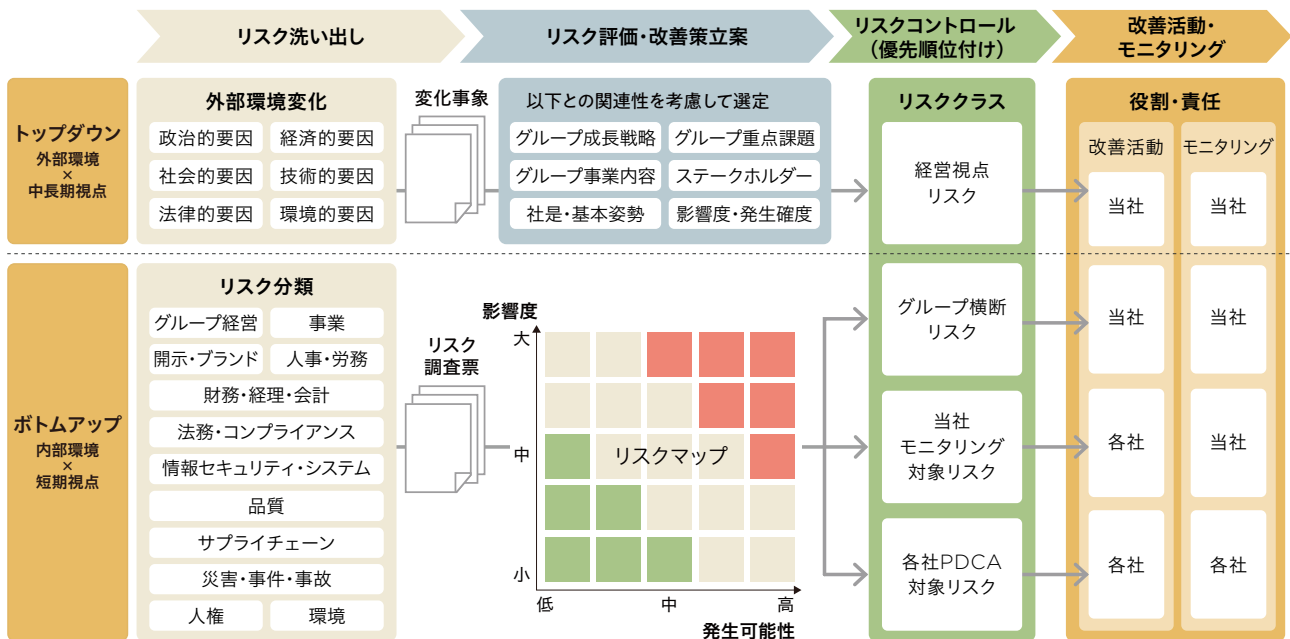 リスク洗い出し
リスク評価・改善策立案
リスクコントロール
（優先順位付け）
改善活動・
モニタリング
トップダウン
外部環境
×
中長期視点
外部環境変化
政治的要因
経済的要因
社会的要因
技術的要因
法律的要因
環境的要因
変化事象
以下との関連性を考慮して選定
グループ成長戦略
グループ重点課題
グループ事業内容
ステークホルダー
社是・基本姿勢
影響度・発生確度
リスククラス
経営視点
リスク
役割・責任
改善活動
モニタリング
当社
当社
ボトムアップ
内部環境
×
短期視点
リスク分類
グループ経営
事業
開示・ブランド
人事・労務
財務・経理・会計
法務・コンプライアンス
情報セキュリティ・システム
品質
サプライチェーン
災害・事件・事故
人権
環境
リスク
調査票
影響度
大
中
小
リスクマップ
低
中
高
発生可能性
グループ横断
リスク
当社
当社
当社
モニタリング
対象リスク
各社
当社
各社PDCA
対象リスク
各社
各社